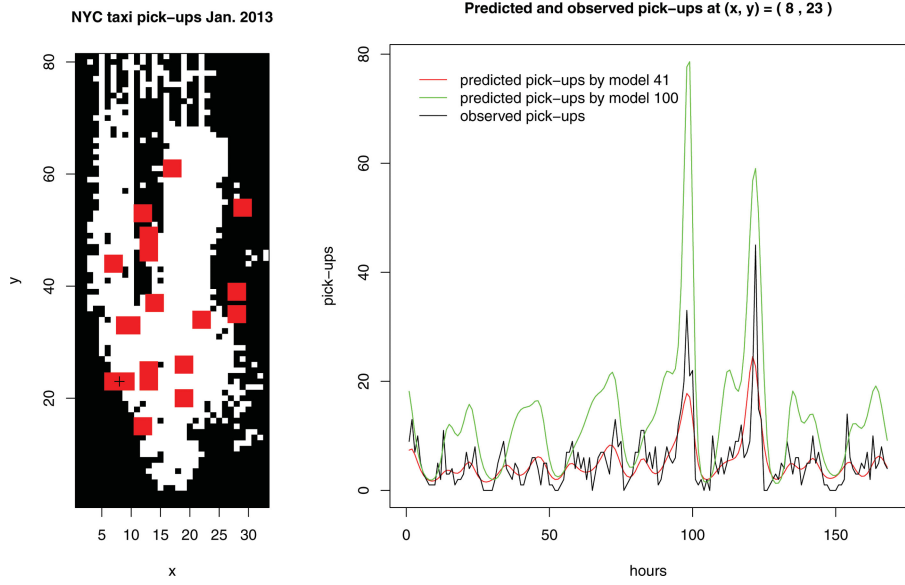 NYC taxi pick−ups Jan. 2013
Predicted and observed pick−ups at (x, y) = ( 8 , 23 )
y
80
60
40
20
5 10 15 20 25 30
x
pick−ups
80
60
40
20
0
predicted pick−ups by model 41
predicted pick−ups by model 100
observed pick−ups
0 50 100 150
hours